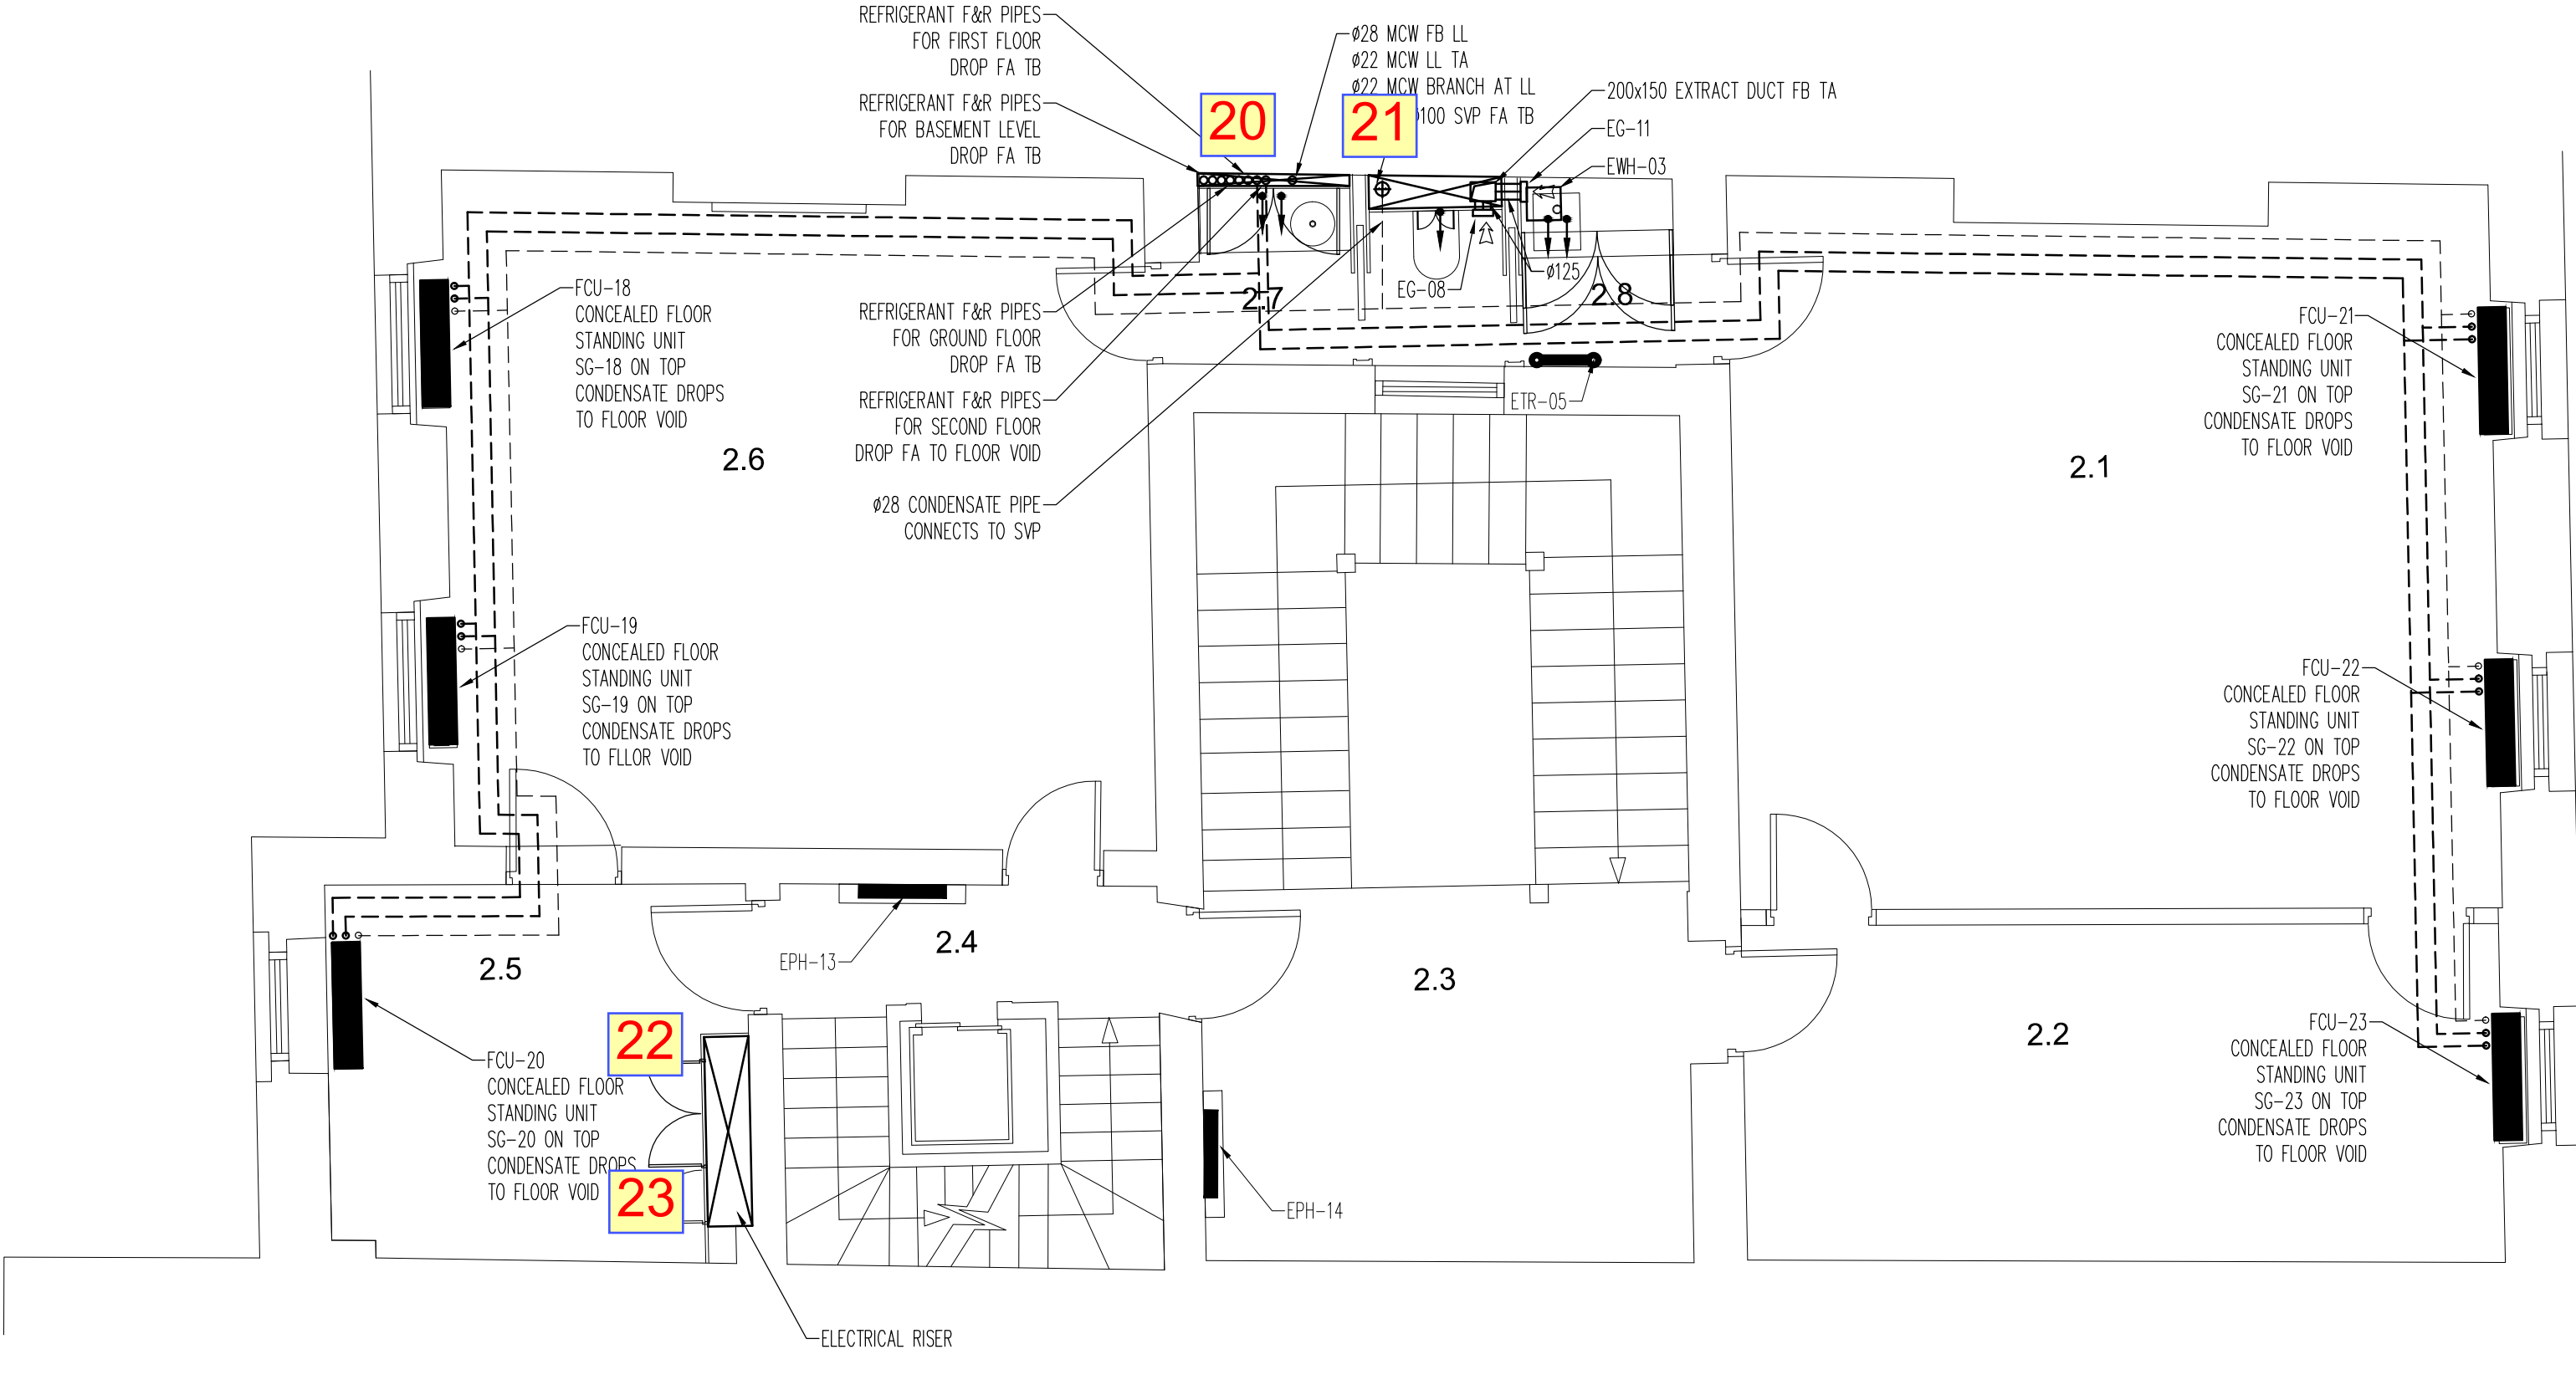 REFRIGERANT F&R PIPES
FOR FIRST FLOOR
DROP FA TB
REFRIGERANT F&R PIPES
FOR BASEMENT LEVEL
DROP FA TB
ø28 MCW FB LL
ø22 MCW LL TA
ø22 MCW BRANCH AT LL
100 SVP FA TB
20
21
200x150 EXTRACT DUCT FB TA
EG-11
EWH-03
ø125
EG-08
2.7
2.8
ETR-05
REFRIGERANT F&R PIPES
FOR GROUND FLOOR
DROP FA TB
REFRIGERANT F&R PIPES
FOR SECOND FLOOR
DROP FA TO FLOOR VOID
ø28 CONDENSATE PIPE
CONNECTS TO SVP
FCU-18
CONCEALED FLOOR
STANDING UNIT
SG-18 ON TOP
CONDENSATE DROPS
TO FLOOR VOID
2.6
FCU-21
CONCEALED FLOOR
STANDING UNIT
SG-21 ON TOP
CONDENSATE DROPS
TO FLOOR VOID
2.1
FCU-19
CONCEALED FLOOR
STANDING UNIT
SG-19 ON TOP
CONDENSATE DROPS
TO FLLOR VOID
FCU-22
CONCEALED FLOOR
STANDING UNIT
SG-22 ON TOP
CONDENSATE DROPS
TO FLOOR VOID
2.5
EPH-13
2.4
2.3
2.2
22
FCU-20
CONCEALED FLOOR
STANDING UNIT
SG-20 ON TOP
CONDENSATE DROPS
TO FLOOR VOID
23
FCU-23
CONCEALED FLOOR
STANDING UNIT
SG-23 ON TOP
CONDENSATE DROPS
TO FLOOR VOID
EPH-14
ELECTRICAL RISER